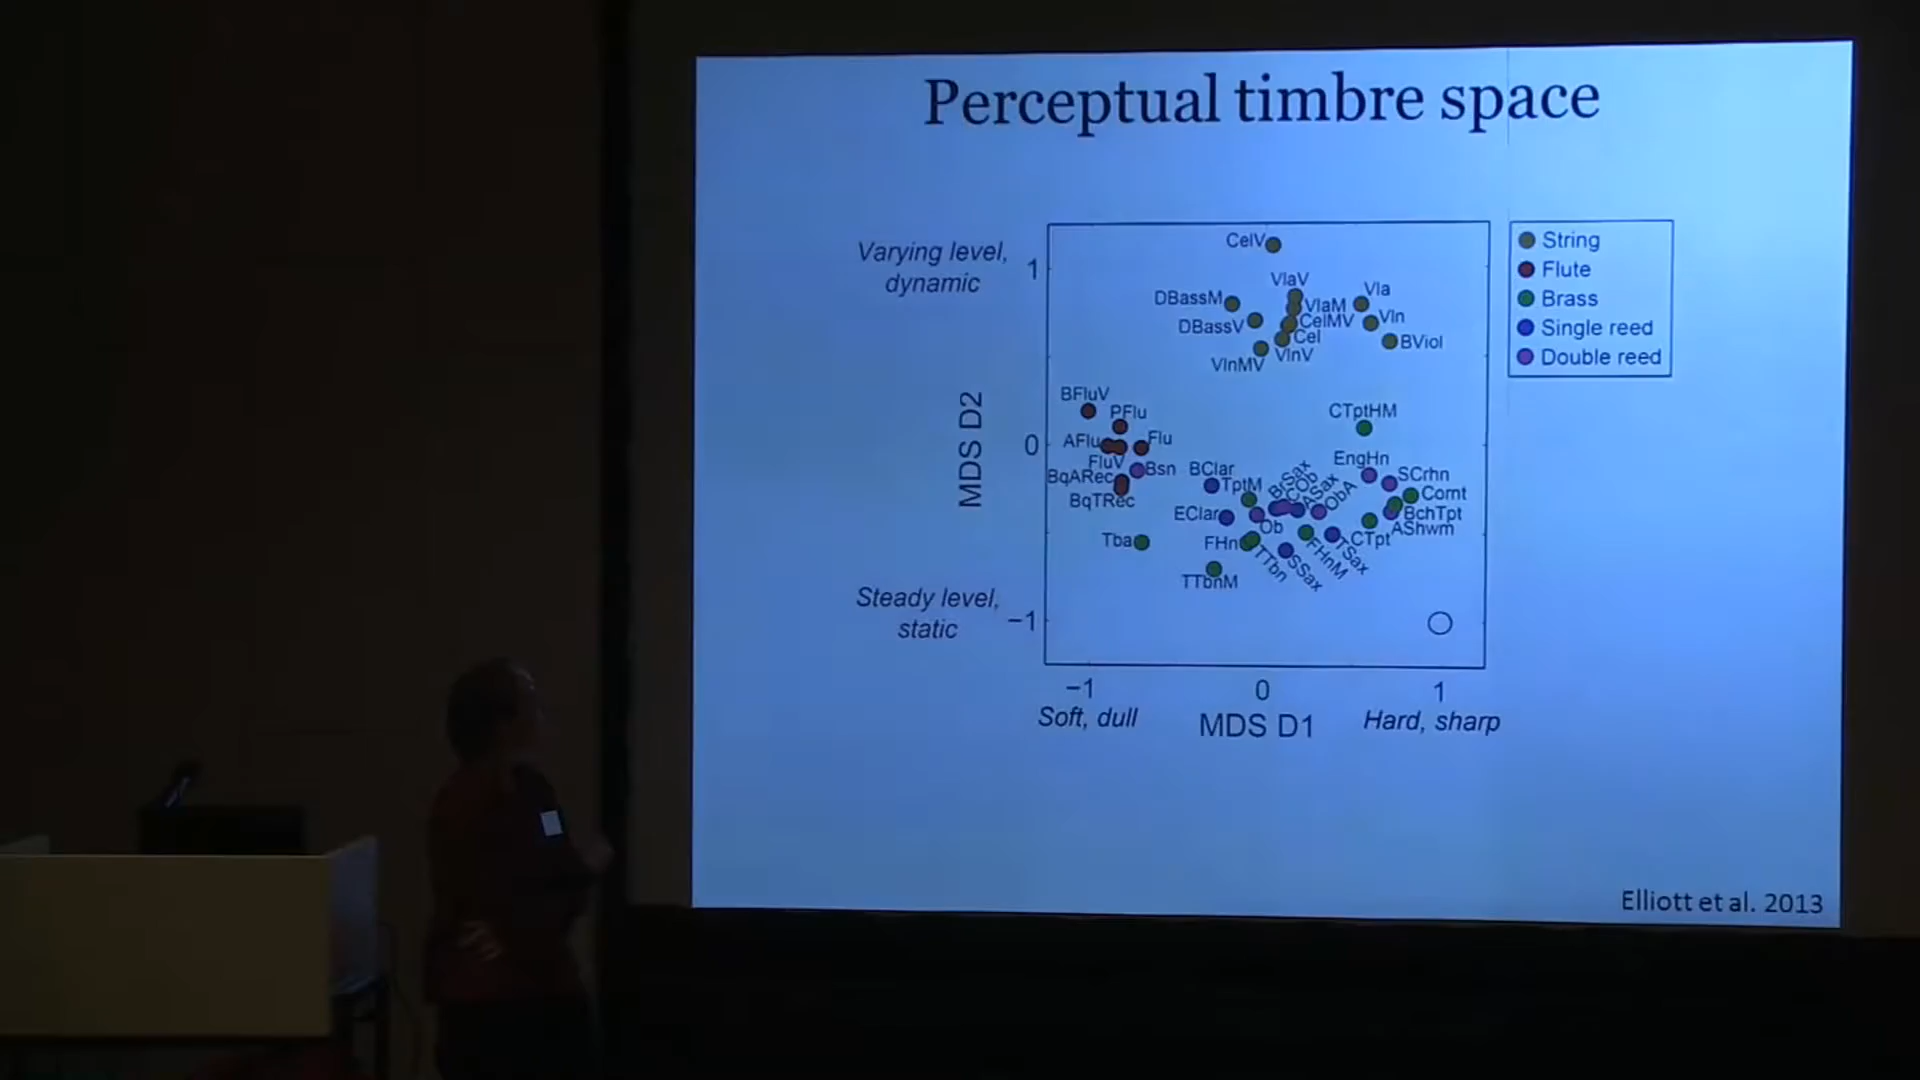 Perceptual timbre space
Varying level,
dynamic
1
MDS D2
0
Steady level,
static
−1
CelV
VlaV
Vla
DBassM
VlaM
CelMV
Vln
DBassV
Cel
BViol
VlnMV
VlnV
BFluV
PFlu
CTptHM
AFlu
Flu
FluV
Bsn
BClar
BrSax
COb
ASax
ObA
EngHn
SCrhn
BqARec
TptM
Cornt
BqTRec
EClar
Ob
BchTpt
AShwm
Tba
FHn
TTbn
SSax
FHnM
TSax
CTpt
TTbnM
−1
0
1
Soft, dull
MDS D1
Hard, sharp
String
Flute
Brass
Single reed
Double reed
Elliott et al. 2013